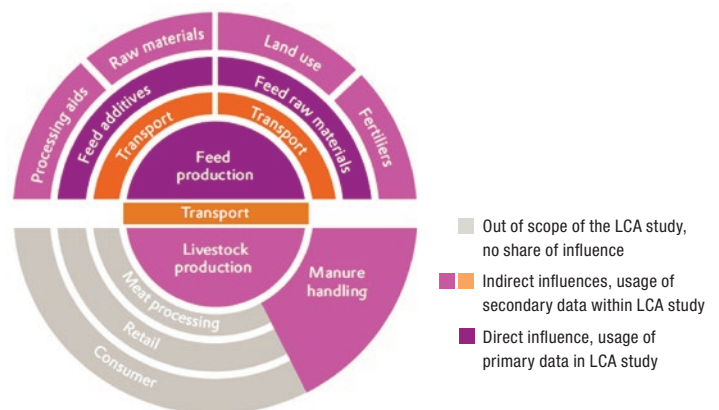 Processing aids
Raw materials
Land use
Fertiliers
Feed additives
Feed raw materials
Transport
Transport
Feed
production
Transport
Livestock
production
Manure
handling
Meat processing
Retail
Consumer
Out of scope of the LCA study,
no share of influence
Indirect influences, usage of
secondary data within LCA study
Direct influence, usage of
primary data in LCA study